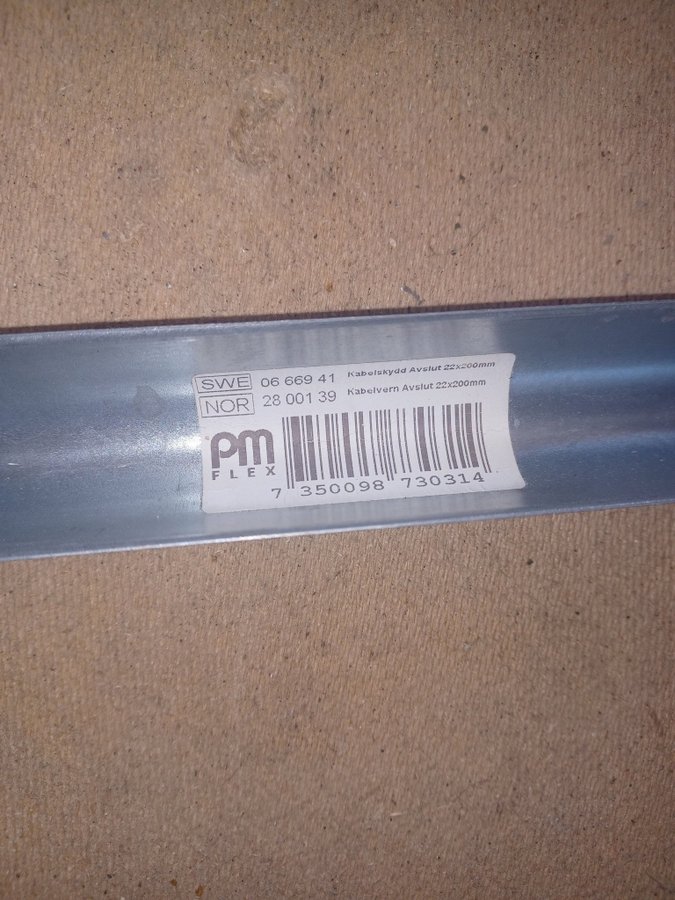 SWE 06 669 41 Kabelskydd Avslut 22x200mm
NOR 28 001 39 Kabelvern Avslut 22x200mm
pm
FLEX
7 350098 730314